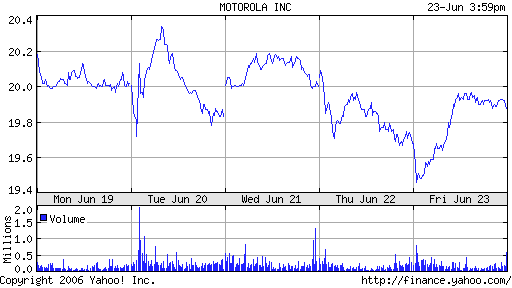 MOTOROLA INC 23-Jun 3:59pm
20.4
20.2
20.0
19.8
19.6
19.4
Mon Jun 19 Tue Jun 20 Wed Jun 21 Thu Jun 22 Fri Jun 23
2.0
1.5
1.0
0.5
0.0
Millions
Volume
Copyright 2006 Yahoo! Inc. http://finance.yahoo.com/